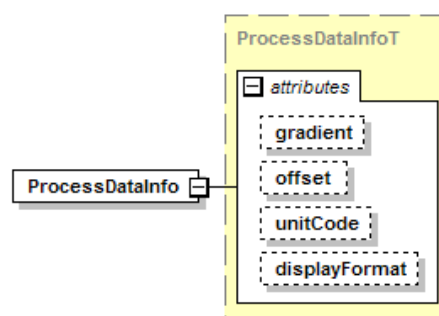 ProcessDataInfoT
attributes
gradient
offset
ProcessDataInfo
unitCode
displayFormat